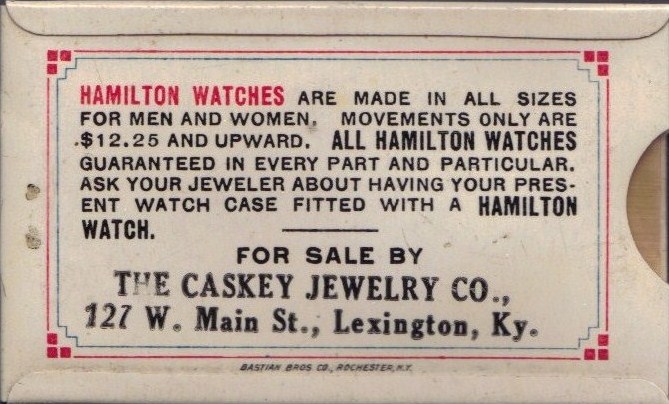 HAMILTON WATCHES ARE MADE IN ALL SIZES
FOR MEN AND WOMEN. MOVEMENTS ONLY ARE
$12.25 AND UPWARD. ALL HAMILTON WATCHES
GUARANTEED IN EVERY PART AND PARTICULAR.
ASK YOUR JEWELER ABOUT HAVING YOUR PRES-
ENT WATCH CASE FITTED WITH A HAMILTON
WATCH.
FOR SALE BY
THE CASKEY JEWELRY CO.,
127 W. Main St., Lexington, Ky.
BASTIAN BROS CO., ROCHESTER, N.Y.